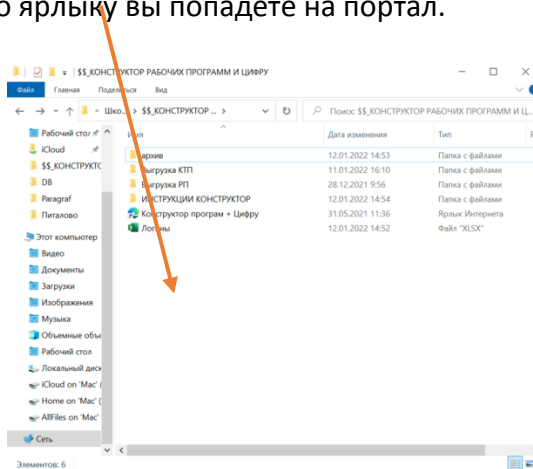 о ярлыку вы попадете на портал.
$$_КОНСТРУКТОР РАБОЧИХ ПРОГРАММ И ЦИФРУ
Файл Главная Поделиться Вид
Шко... $$_КОНСТРУКТОР ... Поиск: $$_КОНСТРУКТОР РАБОЧИХ ПРОГРАММ И Ц...
Имя Дата изменения Тип
Рабочий стол
iCloud
$$_КОНСТРУКТО
DB
Paragraf
Питалово
Этот компьютер
Видео
Документы
Загрузки
Изображения
Музыка
Объемные объе
Рабочий стол
Локальный диск
iCloud on 'Mac' (
Home on 'Mac' (
AllFiles on 'Mac'
Сеть
архив 12.01.2022 14:53 Папка с файлами
Выгрузка КТП 11.01.2022 16:10 Папка с файлами
Выгрузка РП 28.12.2021 9:56 Папка с файлами
ИНСТРУКЦИИ КОНСТРУКТОР 12.01.2022 14:54 Папка с файлами
Конструктор програм + Цифру 31.05.2021 11:36 Ярлык Интернета
Логины 12.01.2022 14:52 Файл "XLSX"
Элементов: 6